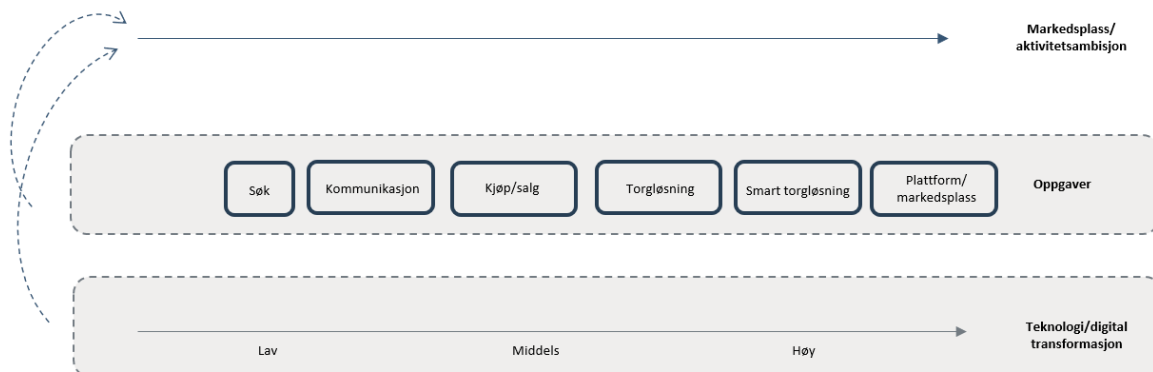 Markedsplass/
aktivitetsambisjon
Søk
Kommunikasjon
Kjøp/salg
Torgløsning
Smart torgløsning
Plattform/
markedsplass
Oppgaver
Lav
Middels
Høy
Teknologi/digital
transformasjon